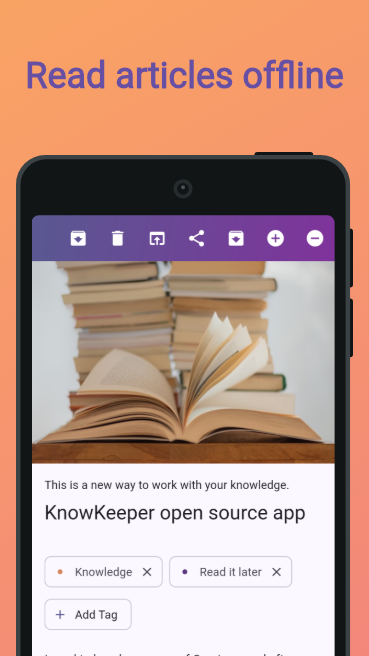 Read articles offline
This is a new way to work with your knowledge.
KnowKeeper open source app
Knowledge
Read it later
Add Tag